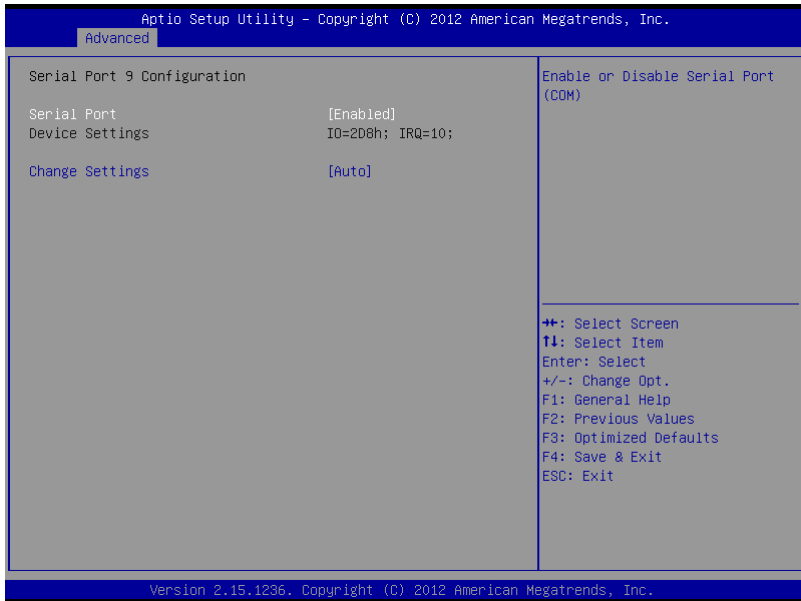 Aptio Setup Utility – Copyright (C) 2012 American Megatrends, Inc.
Advanced
Serial Port 9 Configuration
Serial Port [Enabled]
Device Settings IO=2D8h; IRQ=10;
Change Settings [Auto]
Enable or Disable Serial Port
(COM)
→←: Select Screen
↑↓: Select Item
Enter: Select
+/-: Change Opt.
F1: General Help
F2: Previous Values
F3: Optimized Defaults
F4: Save & Exit
ESC: Exit
Version 2.15.1236. Copyright (C) 2012 American Megatrends, Inc.